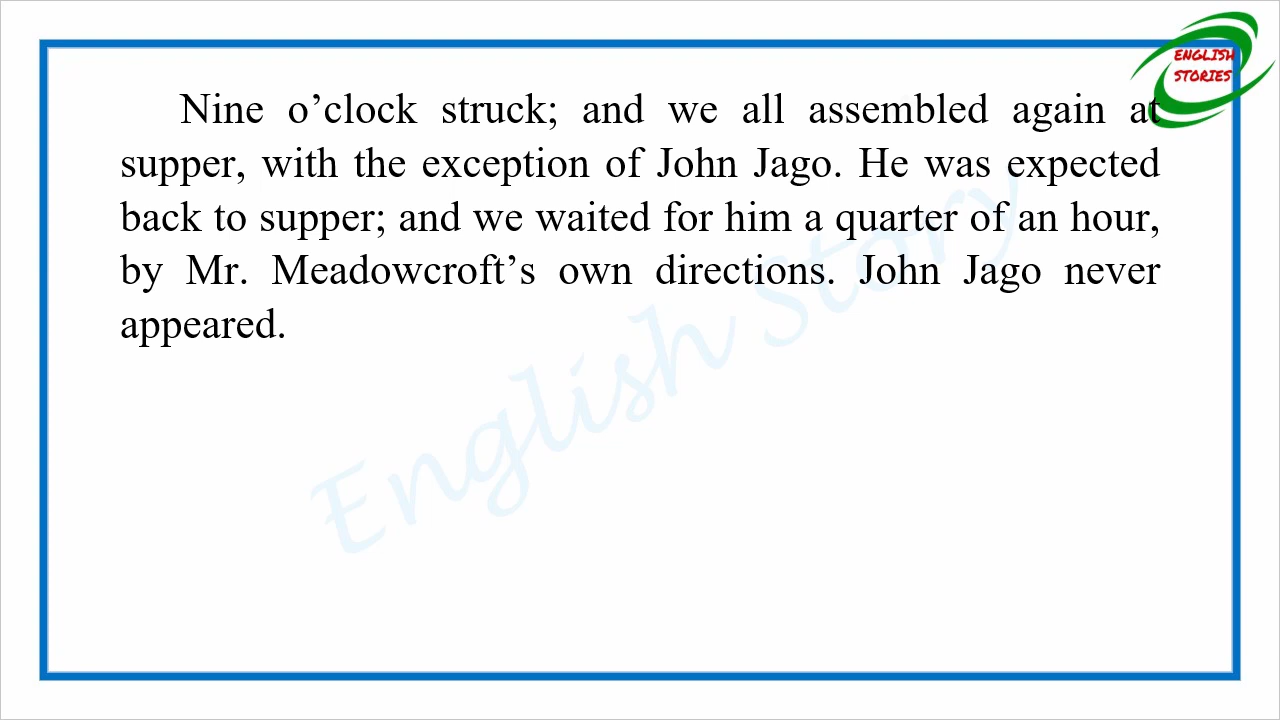 ENGLISH
STORIES
Nine o’clock struck; and we all assembled again at
supper, with the exception of John Jago. He was expected
back to supper; and we waited for him a quarter of an hour,
by Mr. Meadowcroft’s own directions. John Jago never
appeared.
English Story